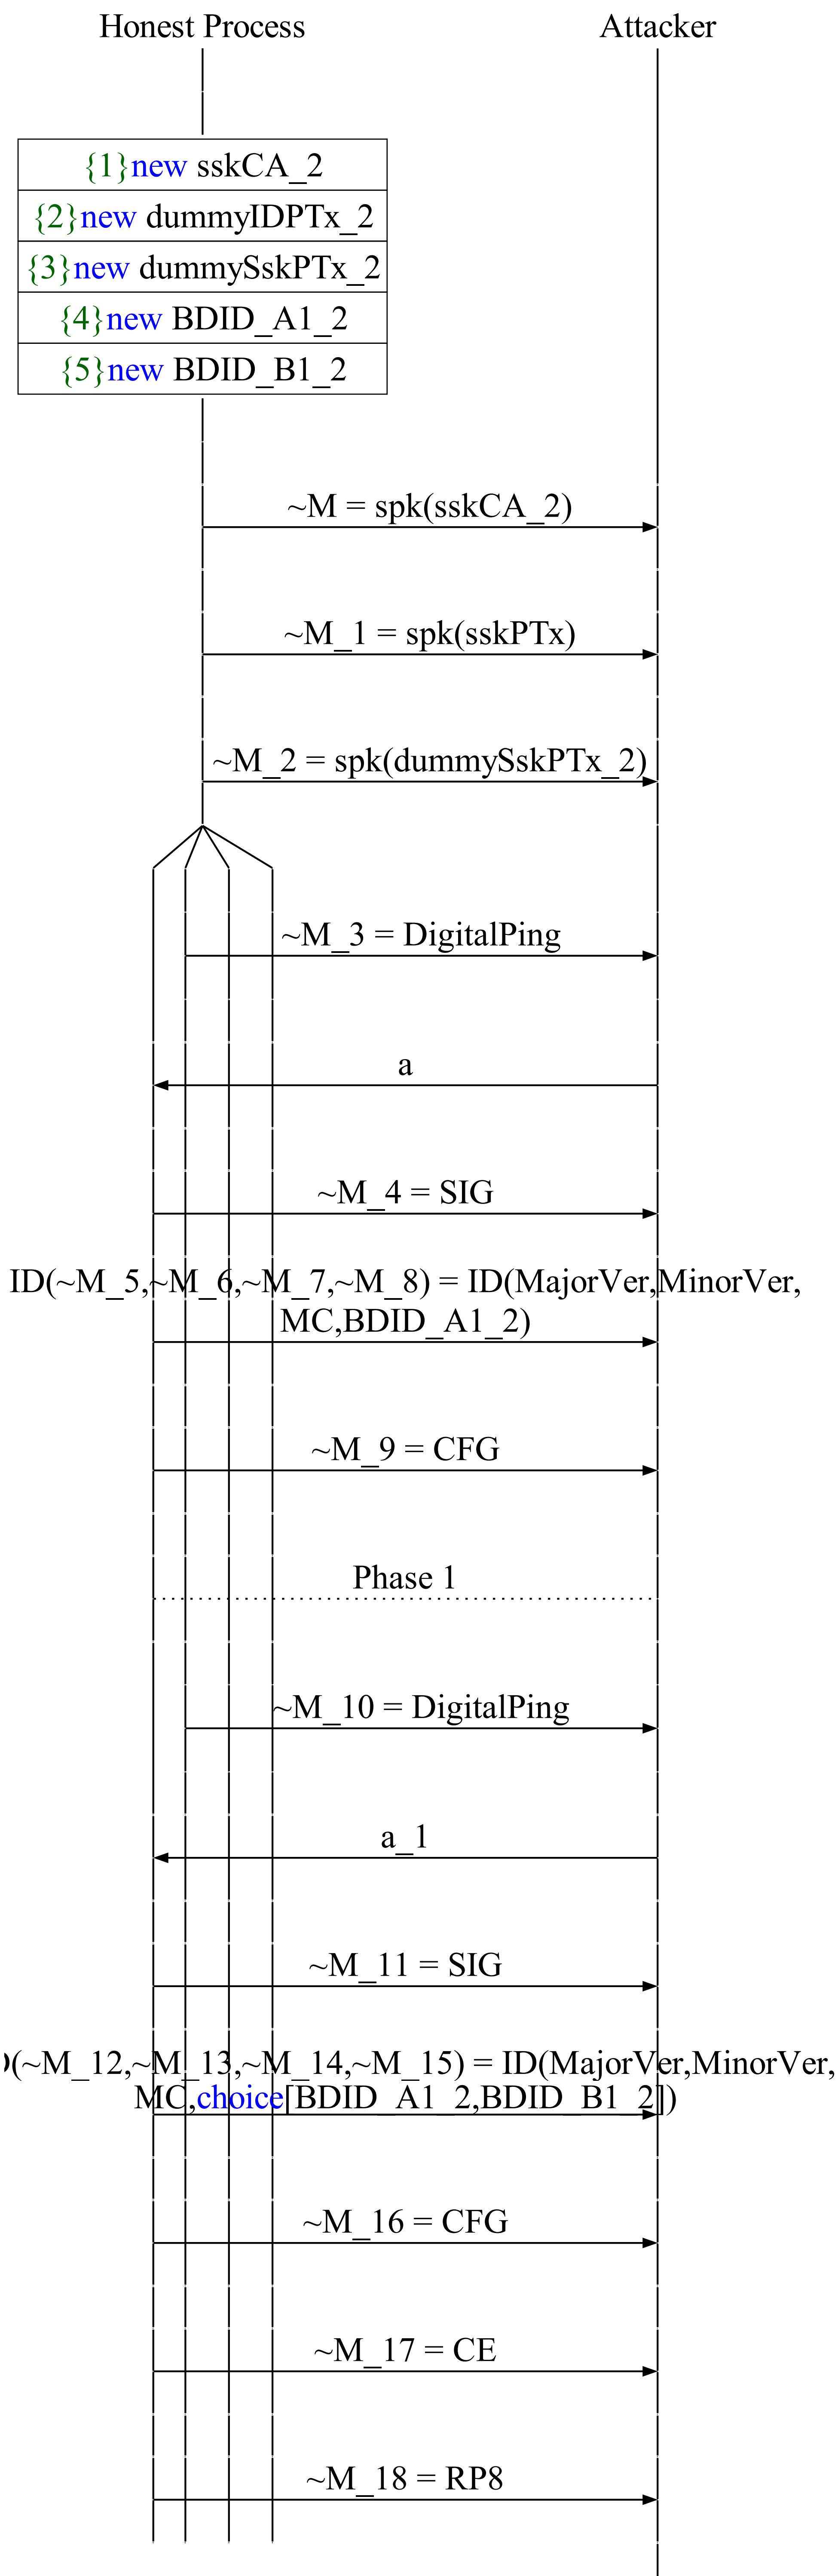 Honest Process
Attacker
{1}new sskCA_2
{2}new dummyIDPTx_2
{3}new dummySskPTx_2
{4}new BDID_A1_2
{5}new BDID_B1_2
~M = spk(sskCA_2)
~M_1 = spk(sskPTx)
~M_2 = spk(dummySskPTx_2)
~M_3 = DigitalPing
a
~M_4 = SIG
ID(~M_5,~M_6,~M_7,~M_8) = ID(MajorVer,MinorVer,
MC,BDID_A1_2)
~M_9 = CFG
Phase 1
~M_10 = DigitalPing
a_1
~M_11 = SIG
(~M_12,~M_13,~M_14,~M_15) = ID(MajorVer,MinorVer,
MC,choice[BDID_A1_2,BDID_B1_2])
~M_16 = CFG
~M_17 = CE
~M_18 = RP8